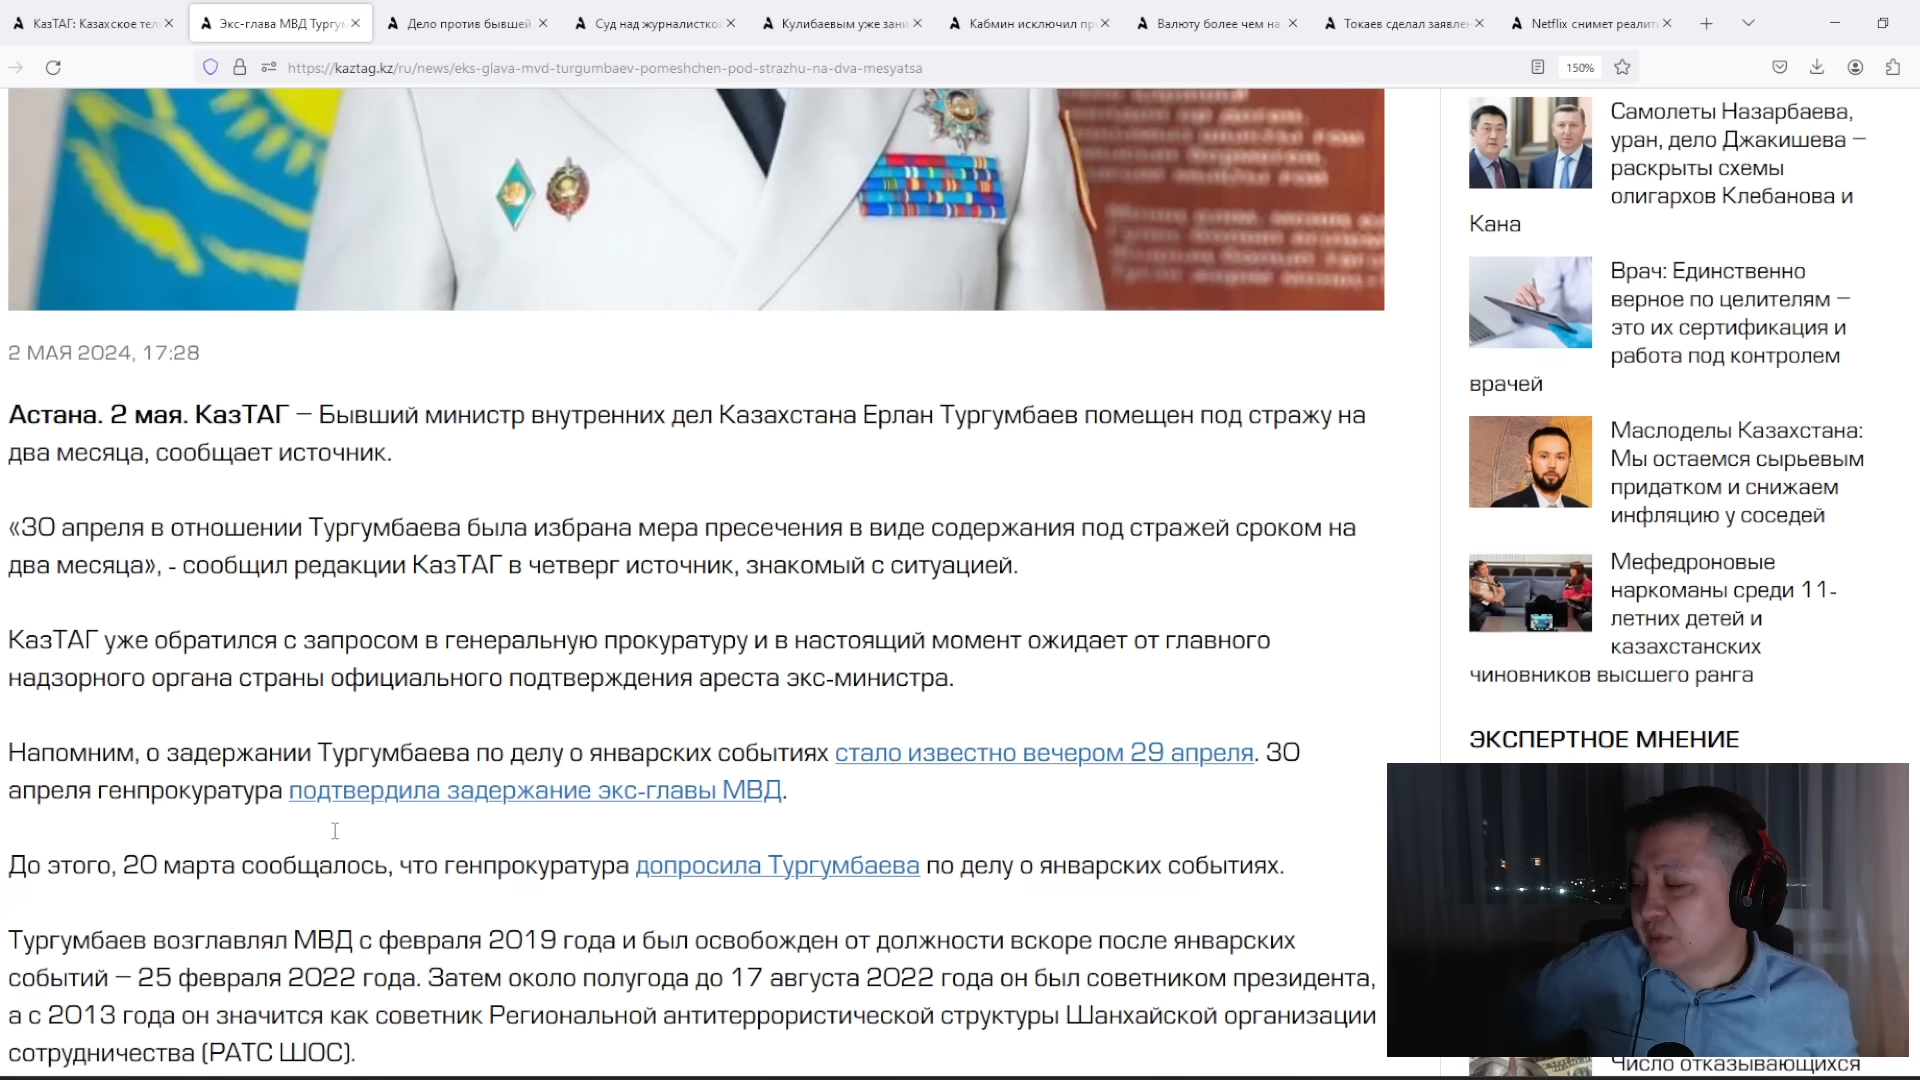 КазТАГ: Казахское тел
Экс-глава МВД Тургум
Дело против бывшей
Суд над журналисткой
Кулибаевым уже зани
Кабмин исключил пр
Валюту более чем на
Токаев сделал заявле
Netflix снимет реалити
https://kaztag.kz/ru/news/eks-glava-mvd-turgumbaev-pomeshchen-pod-strazhu-na-dva-mesyatsa
150%
2 МАЯ 2024, 17:28
Астана. 2 мая. КазТАГ – Бывший министр внутренних дел Казахстана Ерлан Тургумбаев помещен под стражу на
два месяца, сообщает источник.
«30 апреля в отношении Тургумбаева была избрана мера пресечения в виде содержания под стражей сроком на
два месяца», - сообщил редакции КазТАГ в четверг источник, знакомый с ситуацией.
КазТАГ уже обратился с запросом в генеральную прокуратуру и в настоящий момент ожидает от главного
надзорного органа страны официального подтверждения ареста экс-министра.
Напомним, о задержании Тургумбаева по делу о январских событиях стало известно вечером 29 апреля. 30
апреля генпрокуратура подтвердила задержание экс-главы МВД.
До этого, 20 марта сообщалось, что генпрокуратура допросила Тургумбаева по делу о январских событиях.
Тургумбаев возглавлял МВД с февраля 2019 года и был освобожден от должности вскоре после январских
событий – 25 февраля 2022 года. Затем около полугода до 17 августа 2022 года он был советником президента,
а с 2013 года он значится как советник Региональной антитеррористической структуры Шанхайской организации
сотрудничества (РАТС ШОС).
Самолеты Назарбаева,
уран, дело Джакишева –
раскрыты схемы
олигархов Клебанова и
Кана
Врач: Единственно
верное по целителям –
это их сертификация и
работа под контролем
врачей
Маслоделы Казахстана:
Мы остаемся сырьевым
придатком и снижаем
инфляцию у соседей
Мефедроновые
наркоманы среди 11-
летних детей и
казахстанских
чиновников высшего ранга
ЭКСПЕРТНОЕ МНЕНИЕ
Число отказывающихся